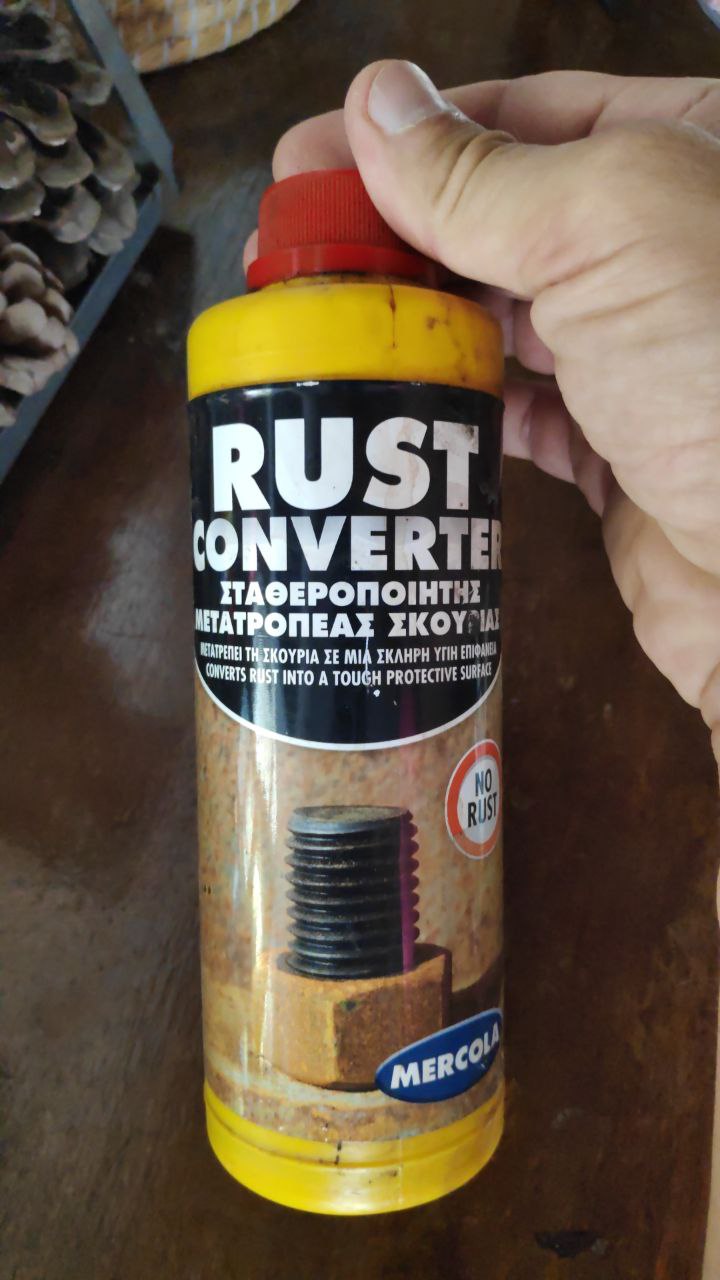 RUST
CONVERTER
ΣΤΑΘΕΡΟΠΟΙΗΤΗΣ
ΜΕΤΑΤΡΟΠΕΑΣ ΣΚΟΥΡΙΑΣ
ΜΕΤΑΤΡΕΠΕΙ ΤΗ ΣΚΟΥΡΙΑ ΣΕ ΜΙΑ ΣΚΛΗΡΗ ΥΓΙΗ ΕΠΙΦΑΝΕΙΑ
CONVERTS RUST INTO A TOUGH PROTECTIVE SURFACE
NO
RUST
MERCOLA